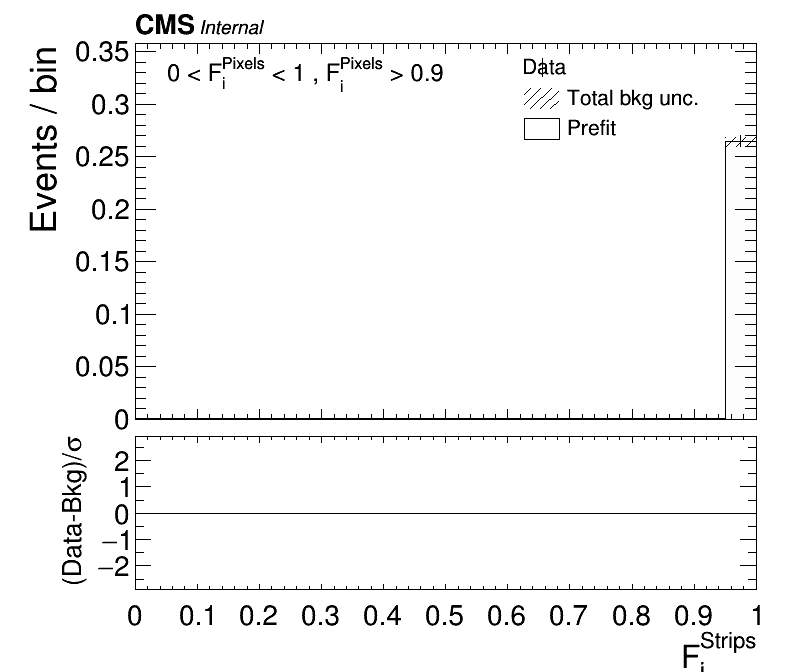 CMS Internal
0 < F_i^Pixels < 1 , F_i^Pixels > 0.9
Data
Total bkg unc.
Prefit
Events / bin
0.35
0.3
0.25
0.2
0.15
0.1
0.05
0
(Data-Bkg)/σ
2
1
0
−1
−2
0 0.1 0.2 0.3 0.4 0.5 0.6 0.7 0.8 0.9 1
F_i^Strips